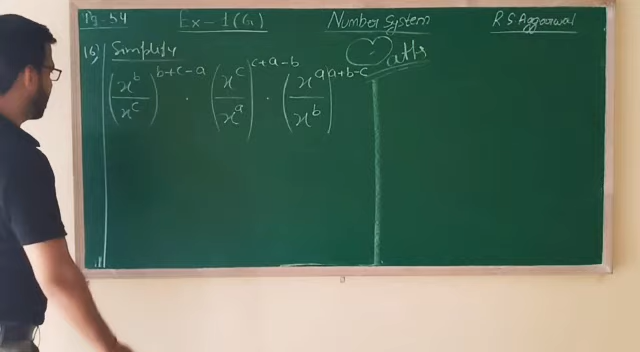 Pg-54 Ex-1(G) Number System R.S.Aggarwal
16) Simplify Maths
(x^b/x^c)^{b+c-a} · (x^c/x^a)^{c+a-b} · (x^a/x^b)^{a+b-c}